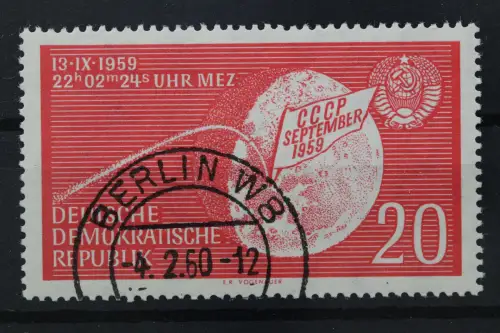 13·IX·1959
22h 02m 24s UHR MEZ
CCCP
SEPTEMBER
1959
BERLIN W8
DEUTSCHE
DEMOKRATISCHE
REPUBLIK
20
-4.2.60-12
E.R. VOGENAUER